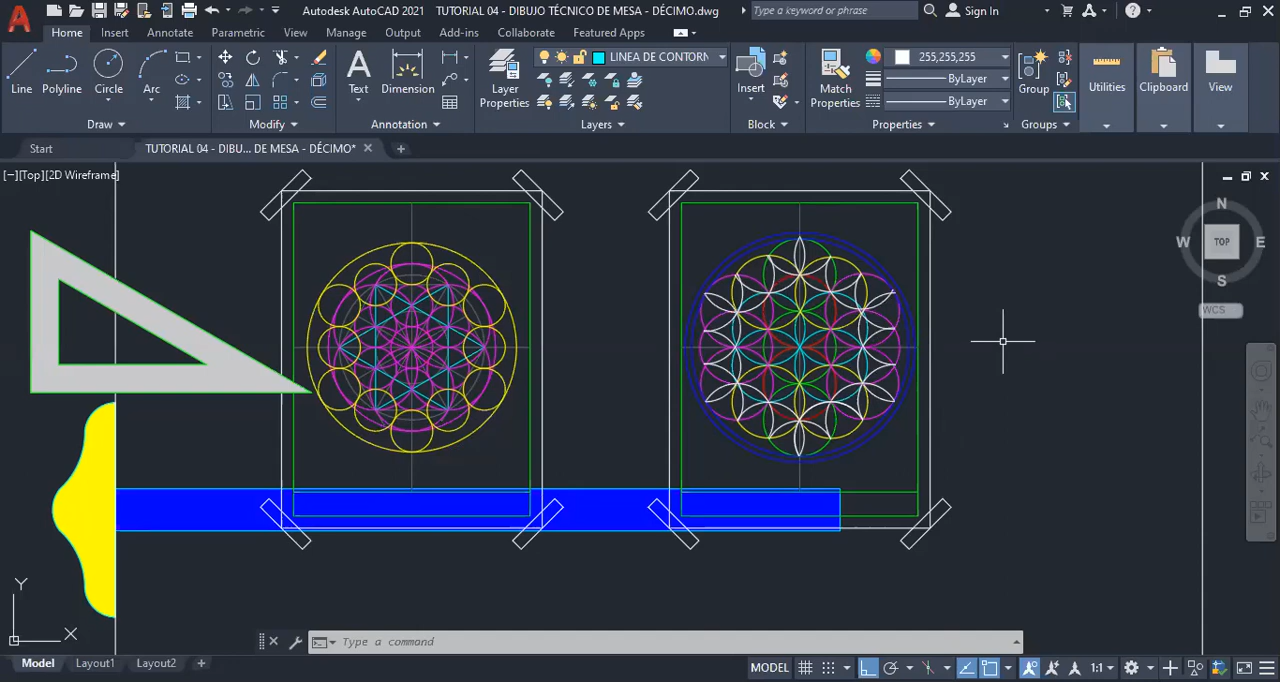 Autodesk AutoCAD 2021 TUTORIAL 04 - DIBUJO TÉCNICO DE MESA - DÉCIMO.dwg Type a keyword or phrase Sign In
Home Insert Annotate Parametric View Manage Output Add-ins Collaborate Featured Apps
LINEA DE CONTORN 255,255,255
Line Polyline Circle Arc Text Dimension Layer Properties Insert Match Properties ByLayer ByLayer Group Utilities Clipboard View
Draw Modify Annotation Layers Block Properties Groups
Start TUTORIAL 04 - DIBU... DE MESA - DÉCIMO*
[−][Top][2D Wireframe]
N
W TOP E
S
WCS
Y
X
Type a command
Model Layout1 Layout2 MODEL 1:1